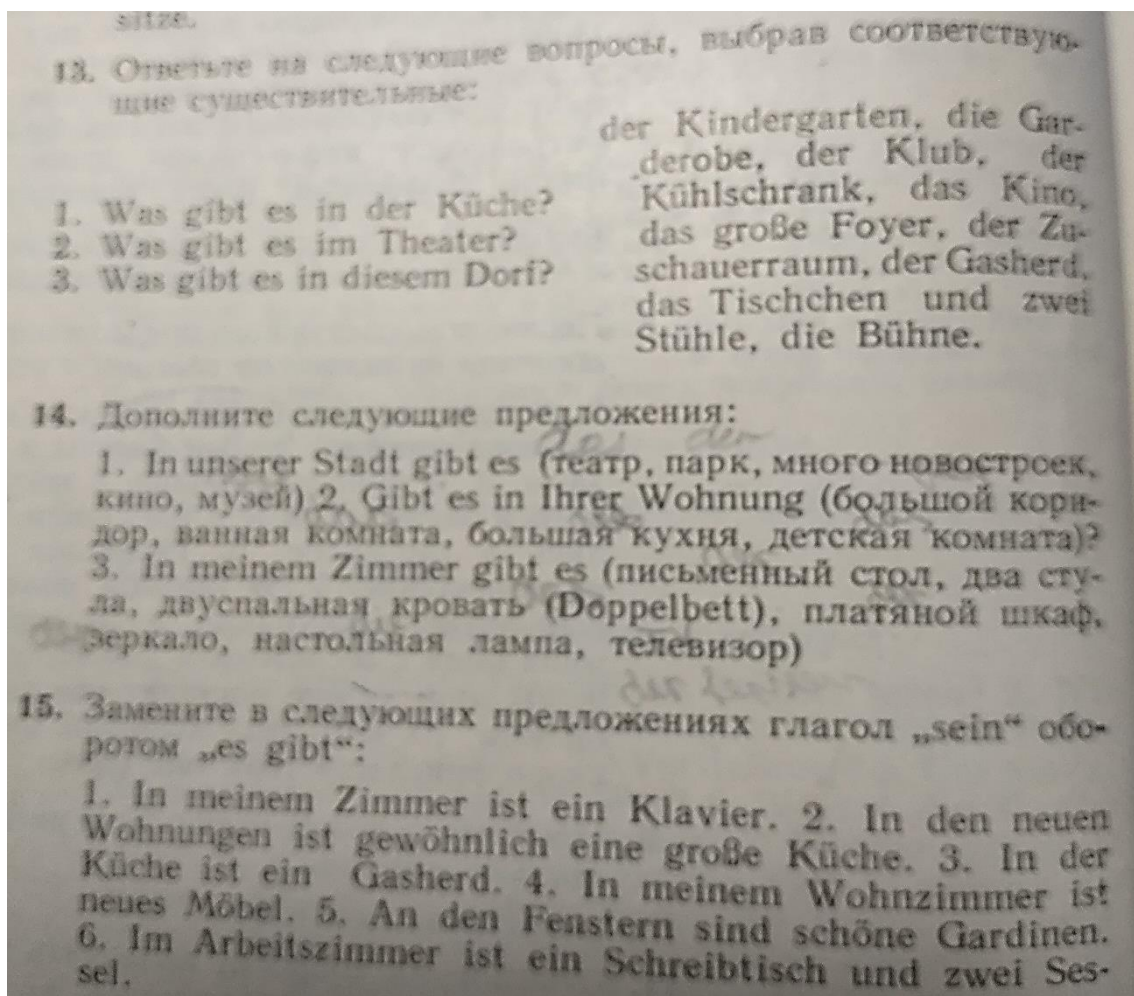 sitze.
13. Ответьте на следующие вопросы, выбрав соответствую-
щие существительные:
der Kindergarten, die Gar-
derobe, der Klub, der
Kühlschrank, das Kino,
das große Foyer, der Zu-
schauerraum, der Gasherd,
das Tischchen und zwei
Stühle, die Bühne.
1. Was gibt es in der Küche?
2. Was gibt es im Theater?
3. Was gibt es in diesem Dorf?
14. Дополните следующие предложения:
das den
1. In unserer Stadt gibt es (театр, парк, много новостроек,
кино, музей) 2. Gibt es in Ihrer Wohnung (большой кори-
дор, ванная комната, большая кухня, детская комната)?
3. In meinem Zimmer gibt es (письменный стол, два сту-
ла, двуспальная кровать (Doppelbett), платяной шкаф,
зеркало, настольная лампа, телевизор)
der
15. Замените в следующих предложениях глагол „sein“ обо-
ротом „es gibt“:
1. In meinem Zimmer ist ein Klavier. 2. In den neuen
Wohnungen ist gewöhnlich eine große Küche. 3. In der
Küche ist ein Gasherd. 4. In meinem Wohnzimmer ist
neues Möbel. 5. An den Fenstern sind schöne Gardinen.
6. Im Arbeitszimmer ist ein Schreibtisch und zwei Ses-
sel.